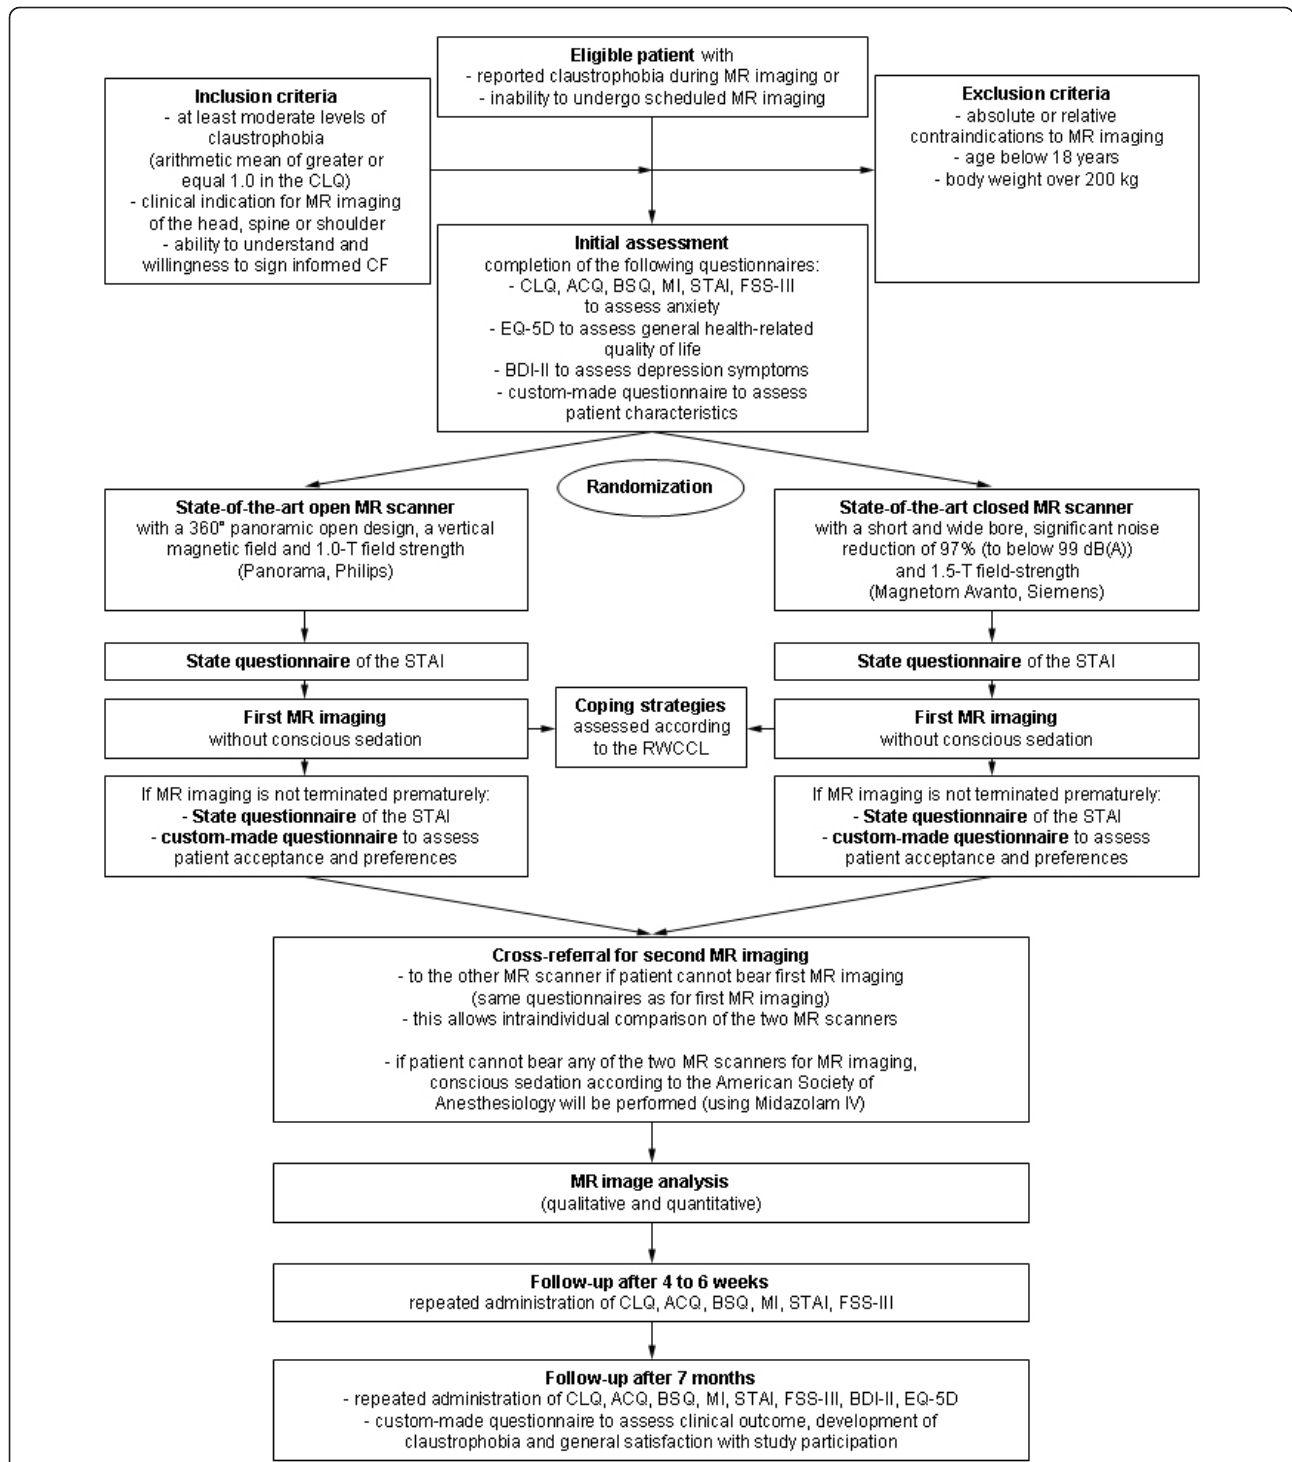 Eligible patient with
- reported claustrophobia during MR imaging or
- inability to undergo scheduled MR imaging
Inclusion criteria
- at least moderate levels of
claustrophobia
(arithmetic mean of greater or
equal 1.0 in the CLQ)
- clinical indication for MR imaging
of the head, spine or shoulder
- ability to understand and
willingness to sign informed CF
Exclusion criteria
- absolute or relative
contraindications to MR imaging
- age below 18 years
- body weight over 200 kg
Initial assessment
completion of the following questionnaires:
- CLQ, ACQ, BSQ, MI, STAI, FSS-III
to assess anxiety
- EQ-5D to assess general health-related
quality of life
- BDI-II to assess depression symptoms
- custom-made questionnaire to assess
patient characteristics
Randomization
State-of-the-art open MR scanner
with a 360° panoramic open design, a vertical
magnetic field and 1.0-T field strength
(Panorama, Philips)
State-of-the-art closed MR scanner
with a short and wide bore, significant noise
reduction of 97% (to below 99 dB(A))
and 1.5-T field-strength
(Magnetom Avanto, Siemens)
State questionnaire of the STAI
State questionnaire of the STAI
First MR imaging
without conscious sedation
Coping strategies
assessed according
to the RWCCL
First MR imaging
without conscious sedation
If MR imaging is not terminated prematurely:
- State questionnaire of the STAI
- custom-made questionnaire to assess
patient acceptance and preferences
If MR imaging is not terminated prematurely:
- State questionnaire of the STAI
- custom-made questionnaire to assess
patient acceptance and preferences
Cross-referral for second MR imaging
- to the other MR scanner if patient cannot bear first MR imaging
(same questionnaires as for first MR imaging)
- this allows intraindividual comparison of the two MR scanners
- if patient cannot bear any of the two MR scanners for MR imaging,
conscious sedation according to the American Society of
Anesthesiology will be performed (using Midazolam IV)
MR image analysis
(qualitative and quantitative)
Follow-up after 4 to 6 weeks
repeated administration of CLQ, ACQ, BSQ, MI, STAI, FSS-III
Follow-up after 7 months
- repeated administration of CLQ, ACQ, BSQ, MI, STAI, FSS-III, BDI-II, EQ-5D
- custom-made questionnaire to assess clinical outcome, development of
claustrophobia and general satisfaction with study participation